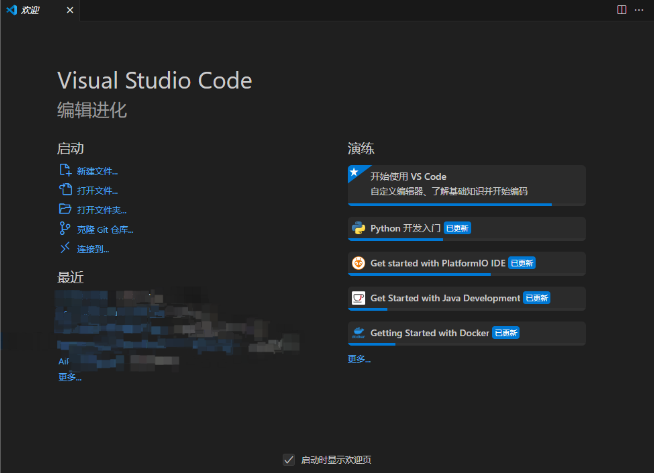 欢迎
Visual Studio Code
编辑进化
启动
新建文件...
打开文件...
打开文件夹...
克隆 Git 仓库...
连接到...
最近
更多...
演练
开始使用 VS Code
自定义编辑器、了解基础知识并开始编码
Python 开发入门 已更新
Get started with PlatformIO IDE 已更新
Get Started with Java Development 已更新
Getting Started with Docker 已更新
更多...
启动时显示欢迎页